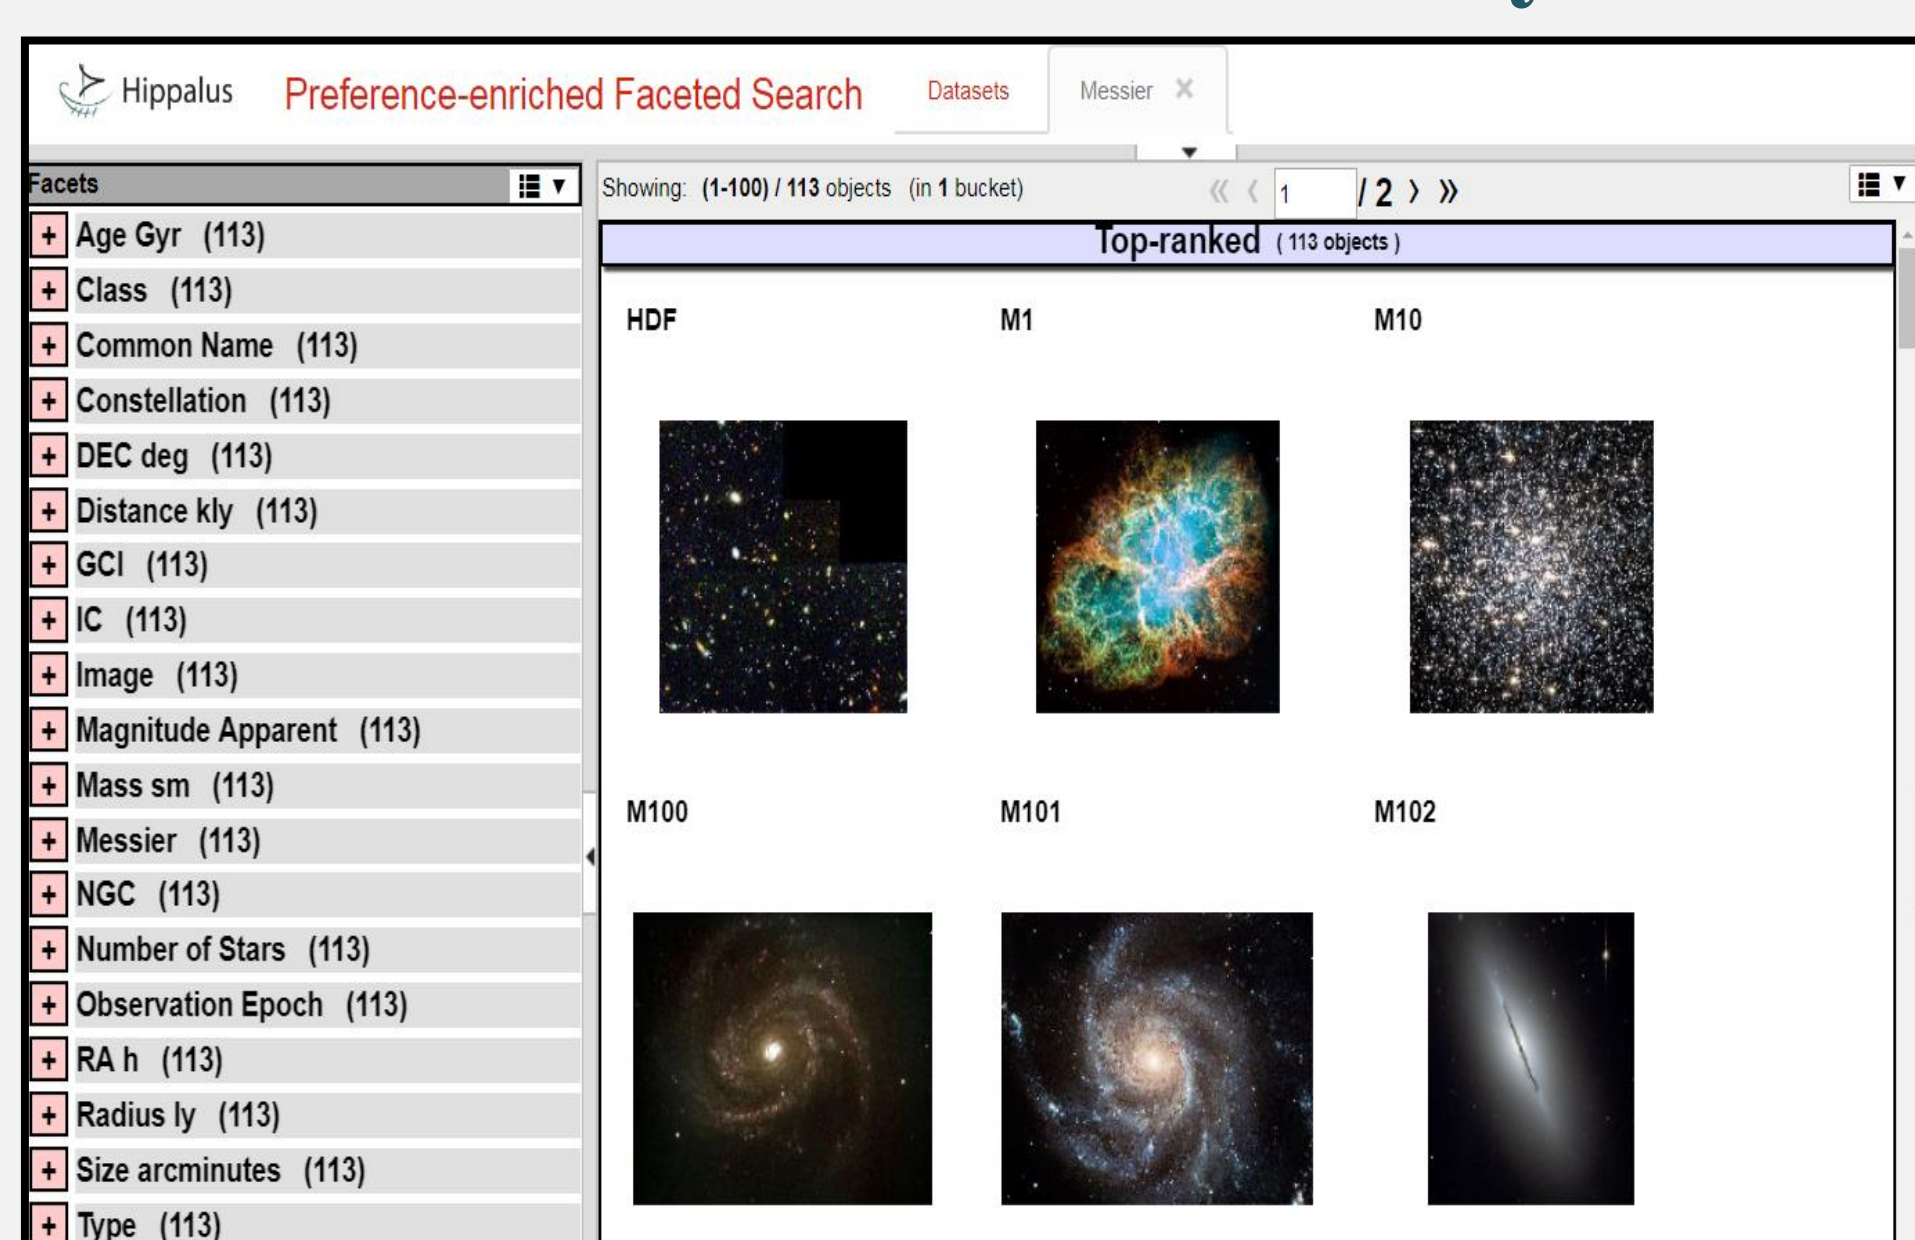 Hippalus
Preference-enriched Faceted Search
Datasets
Messier
Facets
Showing: (1-100) / 113 objects (in 1 bucket)
1 / 2
Top-ranked ( 113 objects )
+ Age Gyr (113)
+ Class (113)
+ Common Name (113)
+ Constellation (113)
+ DEC deg (113)
+ Distance kly (113)
+ GCI (113)
+ IC (113)
+ Image (113)
+ Magnitude Apparent (113)
+ Mass sm (113)
+ Messier (113)
+ NGC (113)
+ Number of Stars (113)
+ Observation Epoch (113)
+ RA h (113)
+ Radius ly (113)
+ Size arcminutes (113)
+ Type (113)
HDF
M1
M10
M100
M101
M102